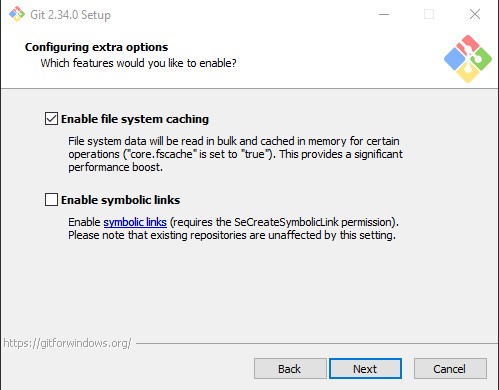 Git 2.34.0 Setup
Configuring extra options
Which features would you like to enable?
Enable file system caching
File system data will be read in bulk and cached in memory for certain
operations ("core.fscache" is set to "true"). This provides a significant
performance boost.
Enable symbolic links
Enable symbolic links (requires the SeCreateSymbolicLink permission).
Please note that existing repositories are unaffected by this setting.
https://gitforwindows.org/
Back
Next
Cancel